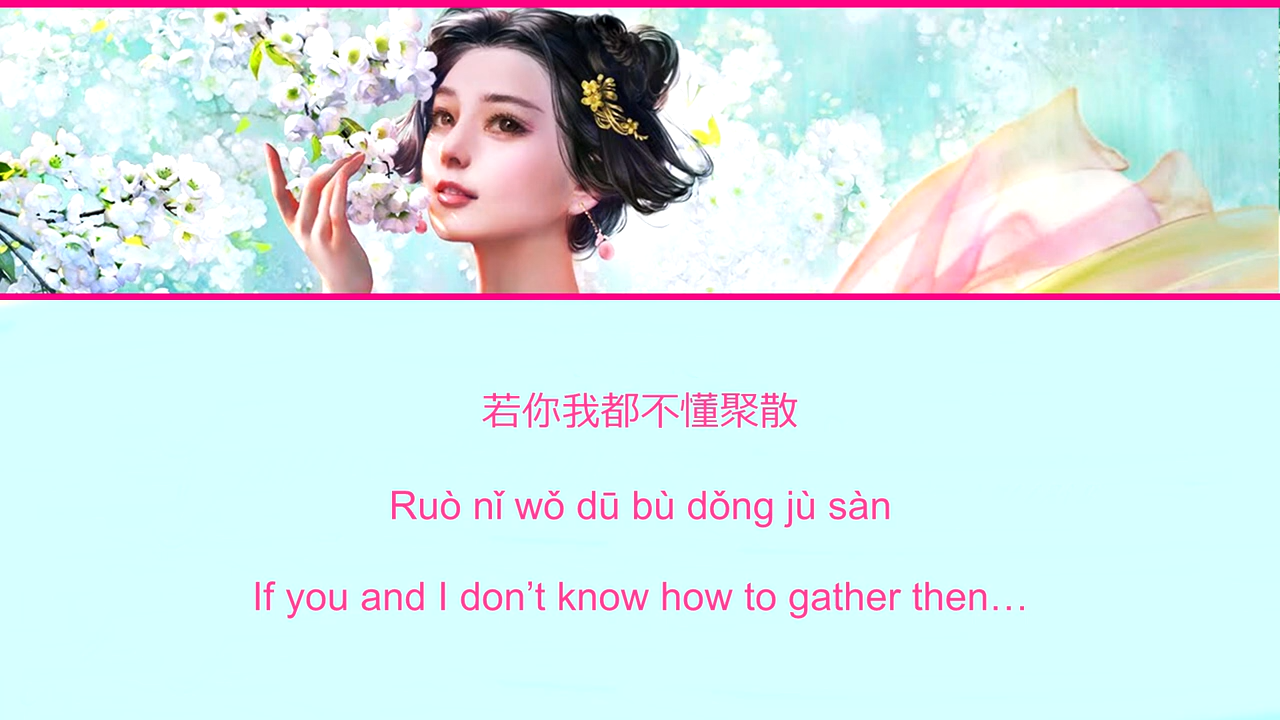 若你我都不懂聚散
Ruò nǐ wǒ dū bù dǒng jù sàn
If you and I don’t know how to gather then…